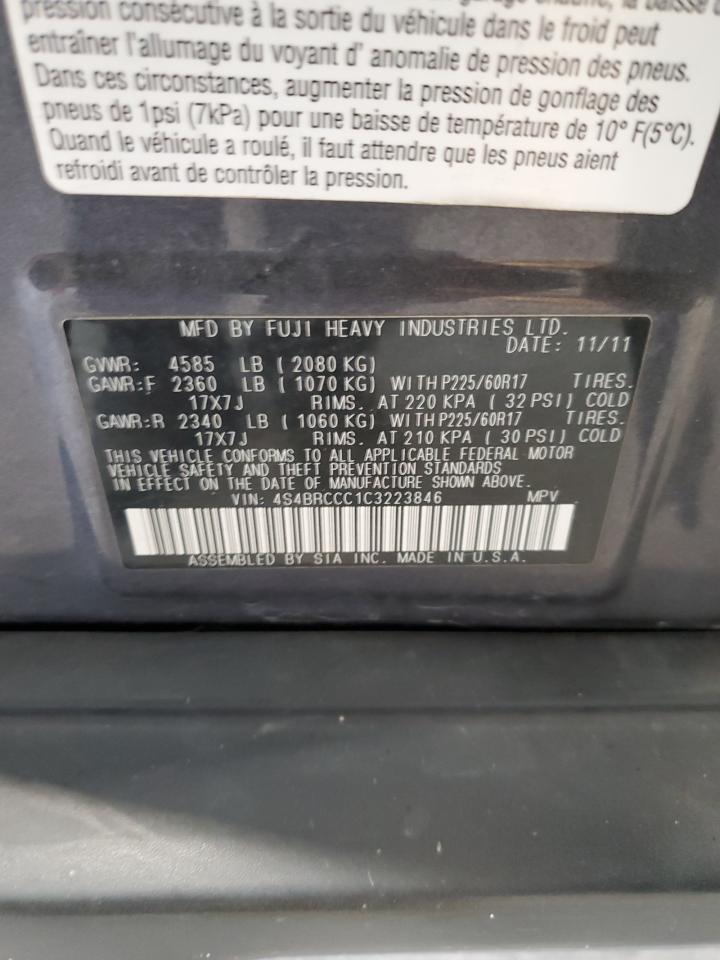 pression consécutive à la sortie du véhicule dans le froid peut
entraîner l'allumage du voyant d' anomalie de pression des pneus.
Dans ces circonstances, augmenter la pression de gonflage des
pneus de 1psi (7kPa) pour une baisse de température de 10° F(5°C).
Quand le véhicule a roulé, il faut attendre que les pneus aient
refroidi avant de contrôler la pression.
MFD BY FUJI HEAVY INDUSTRIES LTD.
DATE: 11/11
GVWR: 4585 LB ( 2080 KG)
GAWR:F 2360 LB ( 1070 KG) WITH P225/60R17 TIRES.
17X7J RIMS. AT 220 KPA ( 32 PSI) COLD
GAWR:R 2340 LB ( 1060 KG) WITH P225/60R17 TIRES.
17X7J RIMS. AT 210 KPA ( 30 PSI) COLD
THIS VEHICLE CONFORMS TO ALL APPLICABLE FEDERAL MOTOR
VEHICLE SAFETY AND THEFT PREVENTION STANDARDS
IN EFFECT ON THE DATE OF MANUFACTURE SHOWN ABOVE.
VIN: 4S4BRCCC1C3223846 MPV
ASSEMBLED BY SIA INC. MADE IN U.S.A.